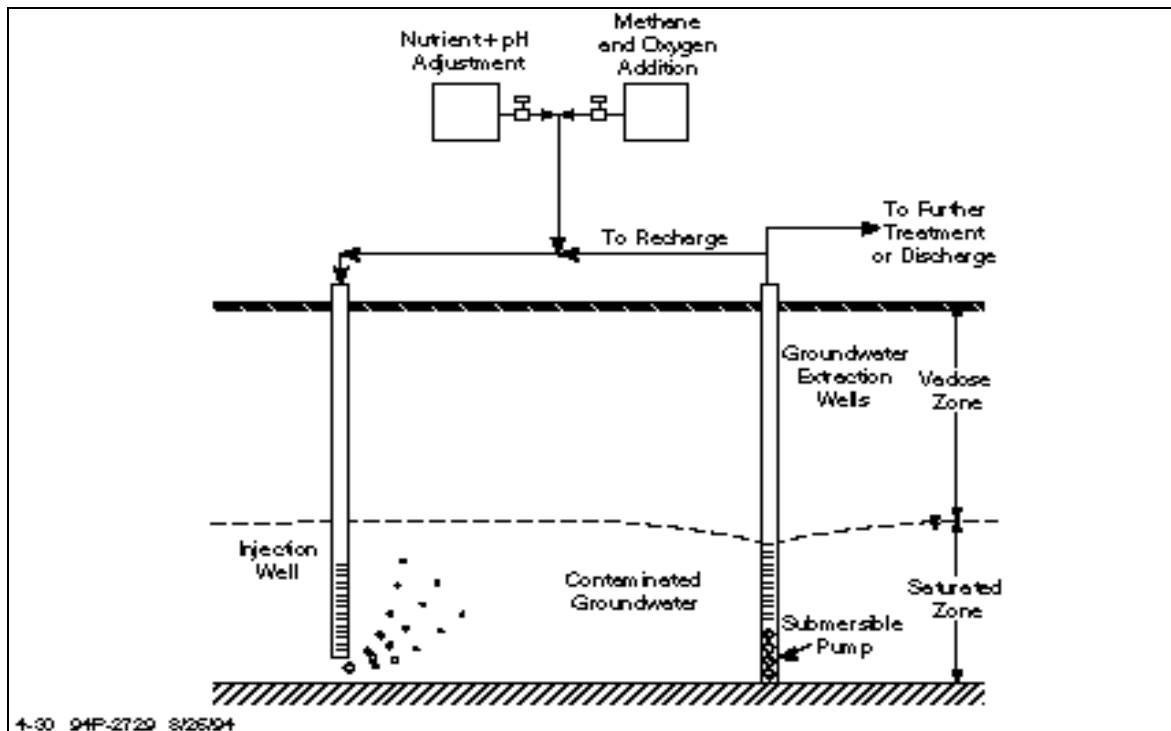 Methane
and Oxygen
Addition
Nutrient + pH
Adjustment
To Further
Treatment
or Discharge
To Recharge
Groundwater
Extraction
Wells
Vadose
Zone
Injection
Well
Contaminated
Groundwater
Saturated
Zone
Submersible
Pump
4-30 94P-2729 8/26/94